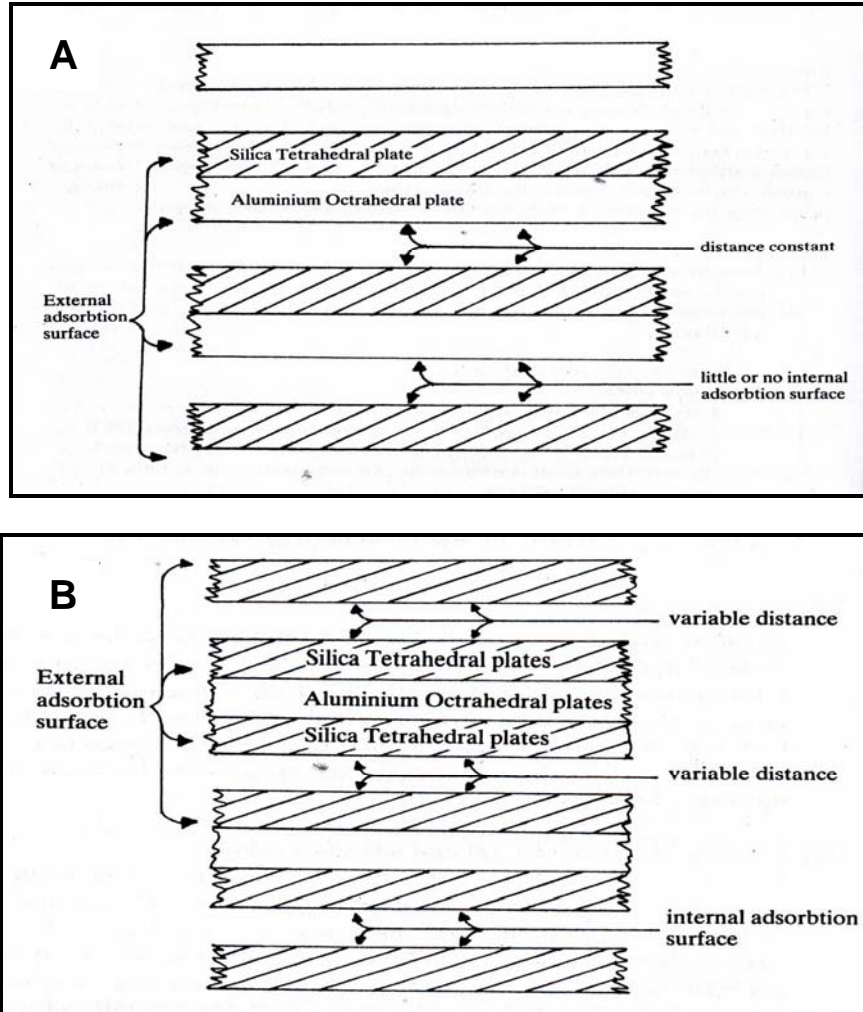 A
Silica Tetrahedral plate
Aluminium Octrahedral plate
distance constant
External
adsorbtion
surface
little or no internal
adsorbtion surface
B
variable distance
Silica Tetrahedral plates
External
adsorbtion
surface
Aluminium Octrahedral plates
Silica Tetrahedral plates
variable distance
internal adsorbtion
surface